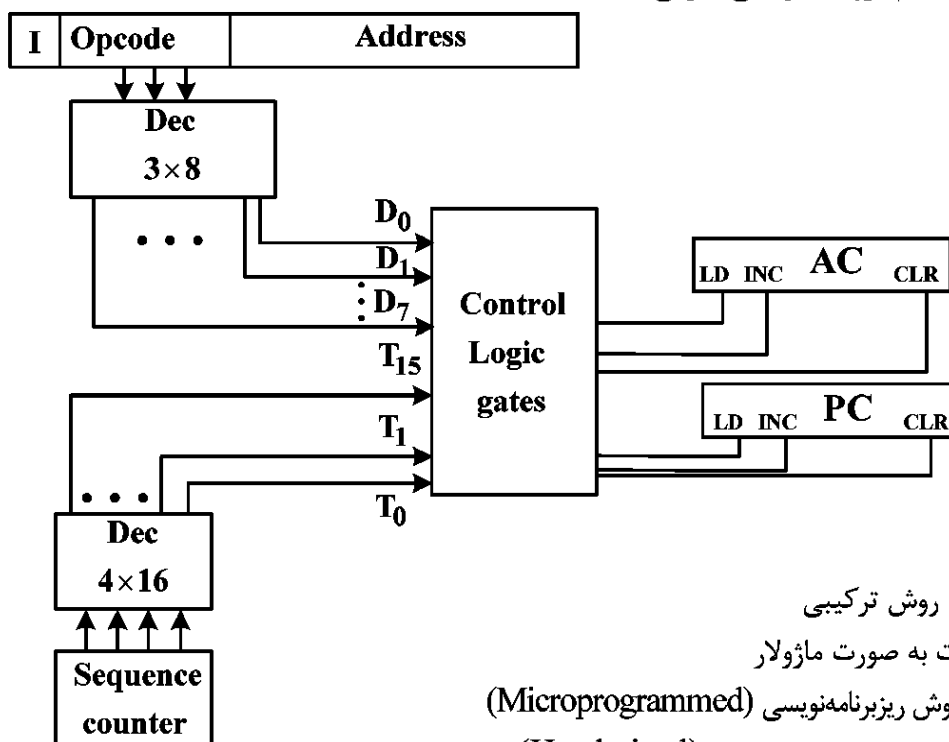 I Opcode Address
Dec
3×8
D₀
D₁
D₇
T₁₅
T₁
T₀
Control
Logic
gates
AC
LD INC CLR
PC
LD INC CLR
Dec
4×16
Sequence
counter
روش ترکیبی
به صورت ماژولار
ریزبرنامه‌نویسی (Microprogrammed)